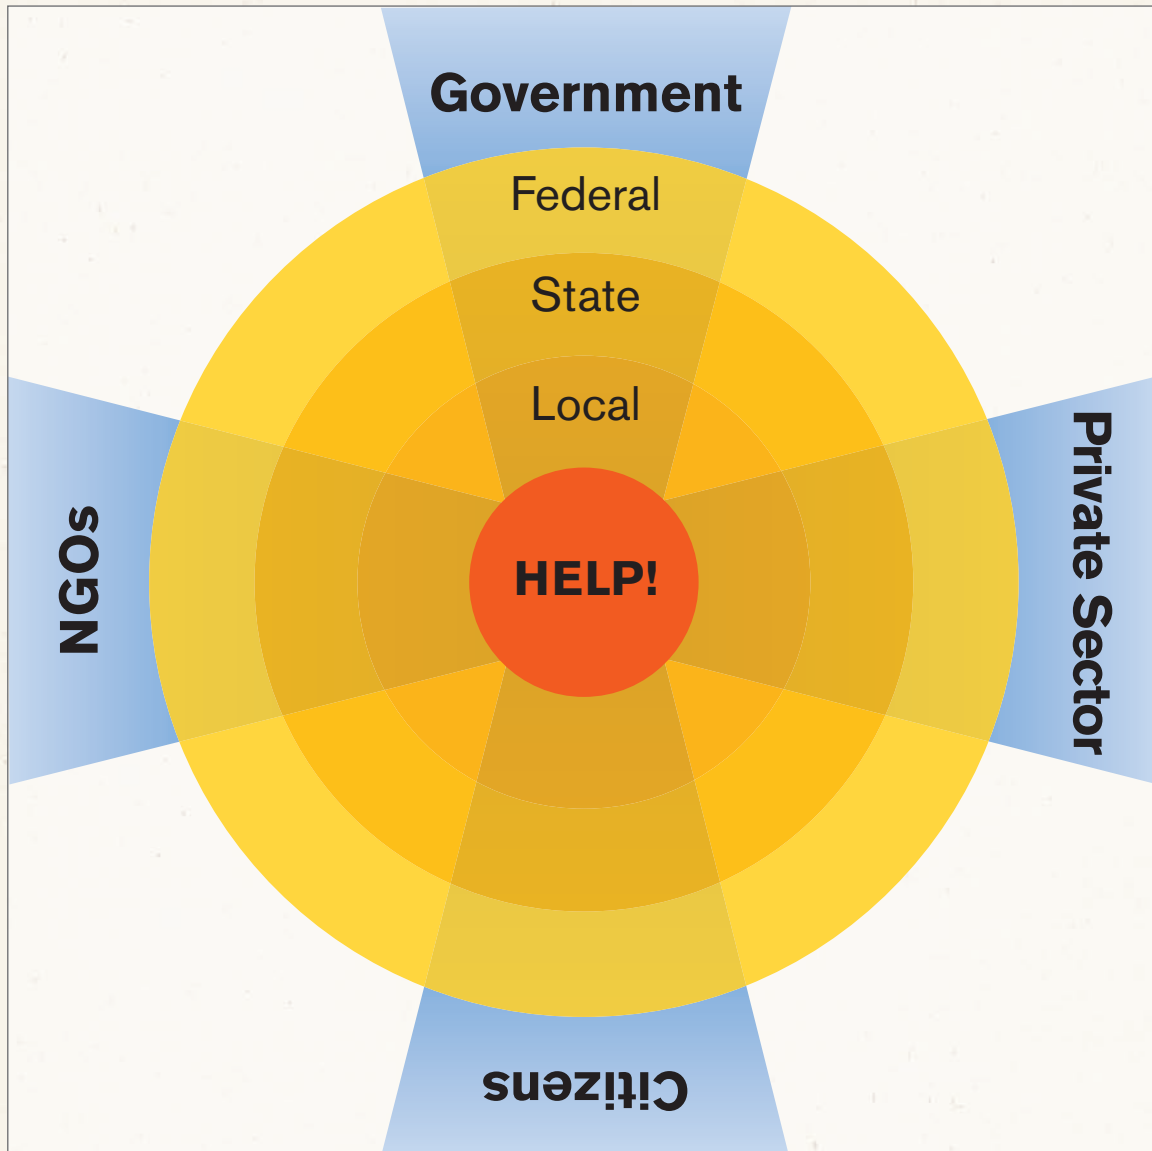 Government
Federal
State
Local
NGOs
HELP!
Private Sector
Citizens